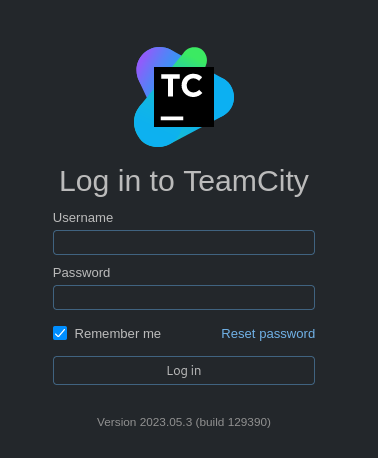 TC
Log in to TeamCity
Username
Password
Remember me Reset password
Log in
Version 2023.05.3 (build 129390)